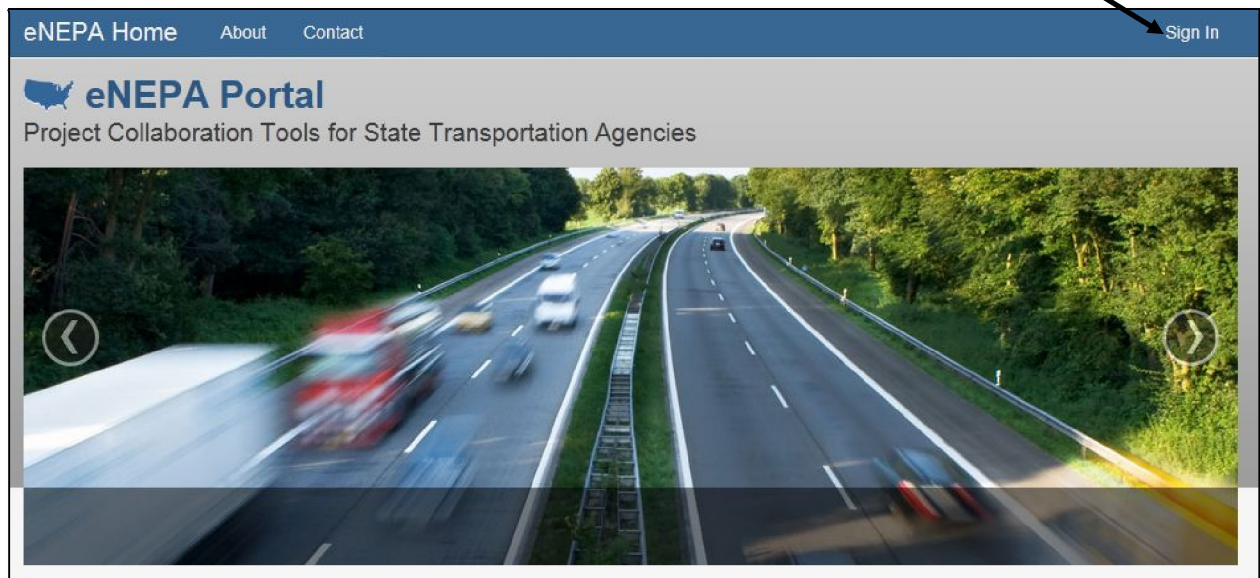 eNEPA Home About Contact Sign In
eNEPA Portal
Project Collaboration Tools for State Transportation Agencies